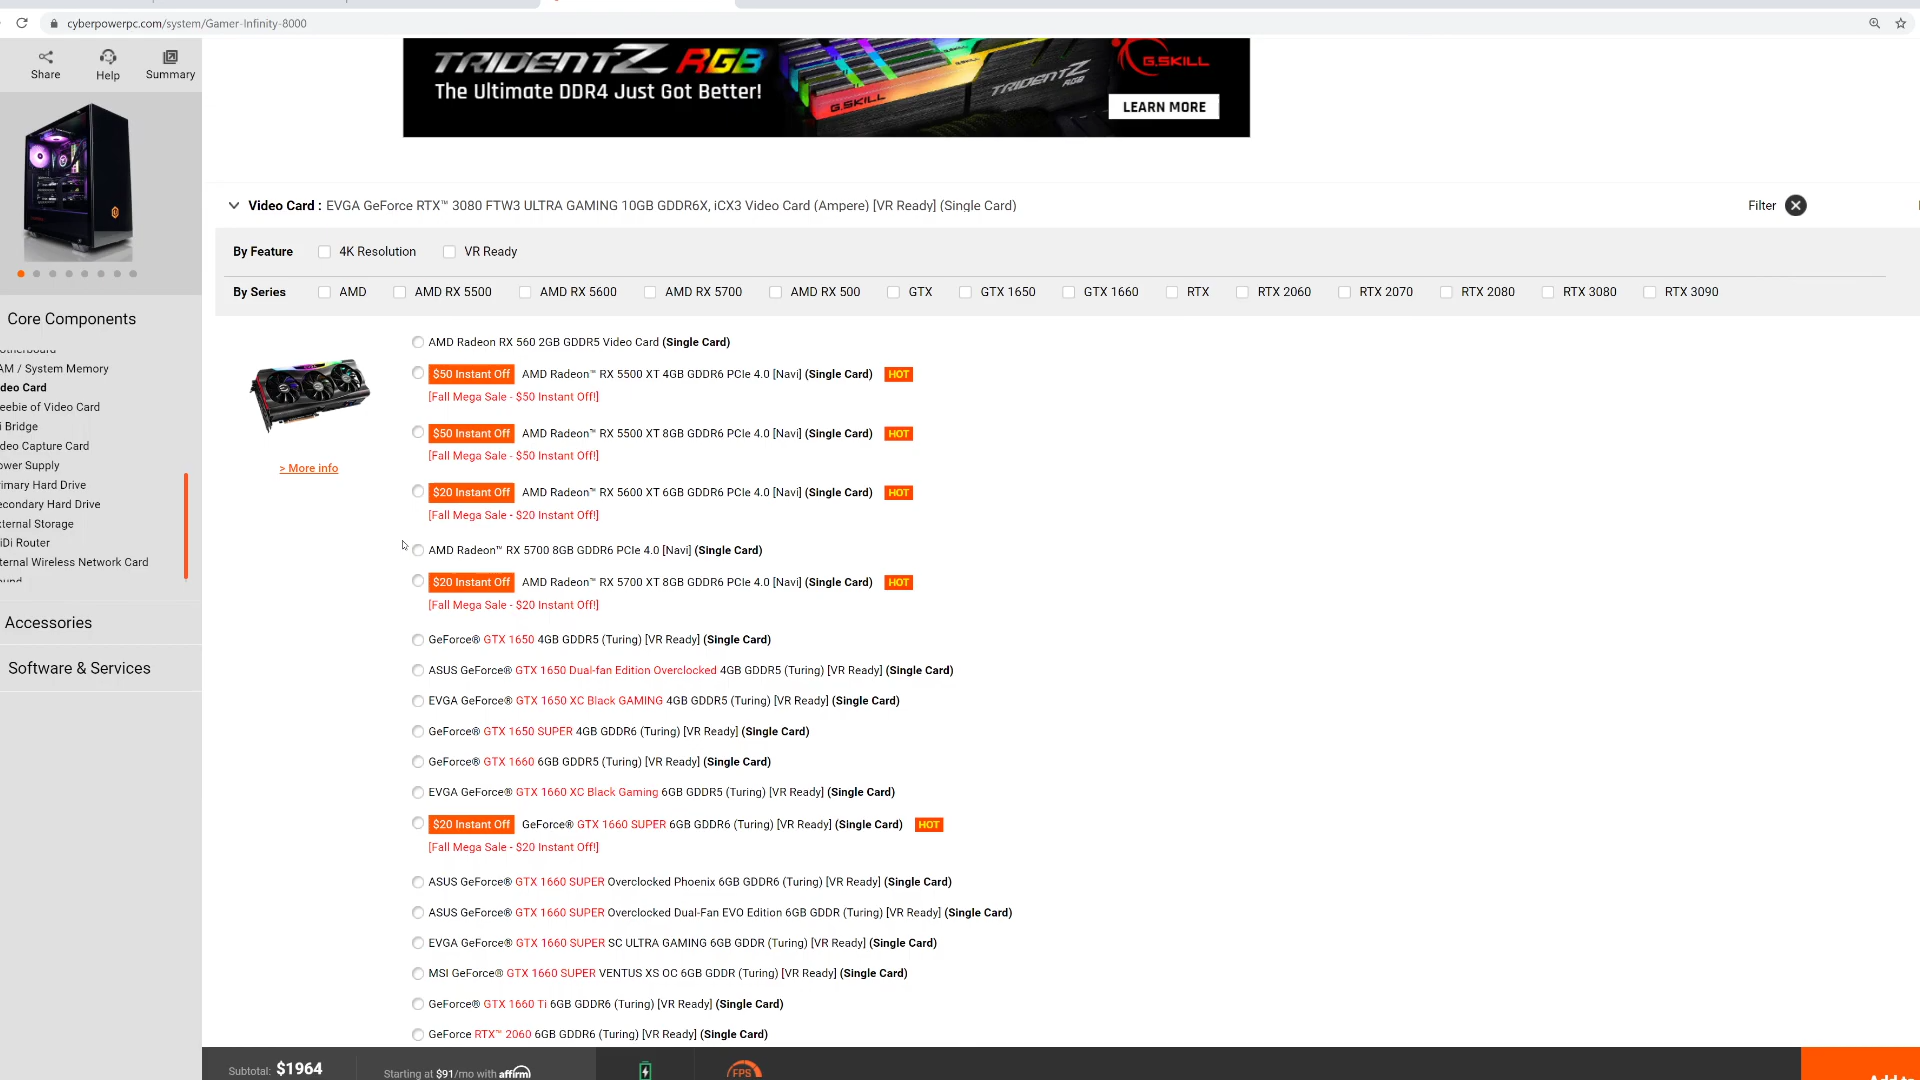 cyberpowerpc.com/system/Gamer-Infinity-8000
Share
Help
Summary
TRIDENTZ RGB
The Ultimate DDR4 Just Got Better!
G.SKILL
TRIDENTZ
RGB
G.SKILL
LEARN MORE
Video Card : EVGA GeForce RTX™ 3080 FTW3 ULTRA GAMING 10GB GDDR6X, iCX3 Video Card (Ampere) [VR Ready] (Single Card)
Filter
By Feature 4K Resolution VR Ready
By Series AMD AMD RX 5500 AMD RX 5600 AMD RX 5700 AMD RX 500 GTX GTX 1650 GTX 1660 RTX RTX 2060 RTX 2070 RTX 2080 RTX 3080 RTX 3090
Core Components
otherboard
AM / System Memory
deo Card
eebie of Video Card
i Bridge
deo Capture Card
ower Supply
imary Hard Drive
econdary Hard Drive
ternal Storage
iDi Router
ternal Wireless Network Card
ound
Accessories
Software & Services
> More info
AMD Radeon RX 560 2GB GDDR5 Video Card (Single Card)
$50 Instant Off AMD Radeon™ RX 5500 XT 4GB GDDR6 PCIe 4.0 [Navi] (Single Card) HOT
[Fall Mega Sale - $50 Instant Off!]
$50 Instant Off AMD Radeon™ RX 5500 XT 8GB GDDR6 PCIe 4.0 [Navi] (Single Card) HOT
[Fall Mega Sale - $50 Instant Off!]
$20 Instant Off AMD Radeon™ RX 5600 XT 6GB GDDR6 PCIe 4.0 [Navi] (Single Card) HOT
[Fall Mega Sale - $20 Instant Off!]
AMD Radeon™ RX 5700 8GB GDDR6 PCIe 4.0 [Navi] (Single Card)
$20 Instant Off AMD Radeon™ RX 5700 XT 8GB GDDR6 PCIe 4.0 [Navi] (Single Card) HOT
[Fall Mega Sale - $20 Instant Off!]
GeForce® GTX 1650 4GB GDDR5 (Turing) [VR Ready] (Single Card)
ASUS GeForce® GTX 1650 Dual-fan Edition Overclocked 4GB GDDR5 (Turing) [VR Ready] (Single Card)
EVGA GeForce® GTX 1650 XC Black GAMING 4GB GDDR5 (Turing) [VR Ready] (Single Card)
GeForce® GTX 1650 SUPER 4GB GDDR6 (Turing) [VR Ready] (Single Card)
GeForce® GTX 1660 6GB GDDR5 (Turing) [VR Ready] (Single Card)
EVGA GeForce® GTX 1660 XC Black Gaming 6GB GDDR5 (Turing) [VR Ready] (Single Card)
$20 Instant Off GeForce® GTX 1660 SUPER 6GB GDDR6 (Turing) [VR Ready] (Single Card) HOT
[Fall Mega Sale - $20 Instant Off!]
ASUS GeForce® GTX 1660 SUPER Overclocked Phoenix 6GB GDDR6 (Turing) [VR Ready] (Single Card)
ASUS GeForce® GTX 1660 SUPER Overclocked Dual-Fan EVO Edition 6GB GDDR (Turing) [VR Ready] (Single Card)
EVGA GeForce® GTX 1660 SUPER SC ULTRA GAMING 6GB GDDR (Turing) [VR Ready] (Single Card)
MSI GeForce® GTX 1660 SUPER VENTUS XS OC 6GB GDDR (Turing) [VR Ready] (Single Card)
GeForce® GTX 1660 Ti 6GB GDDR6 (Turing) [VR Ready] (Single Card)
GeForce RTX™ 2060 6GB GDDR6 (Turing) [VR Ready] (Single Card)
Subtotal: $1964
Starting at $91/mo with affirm
FPS